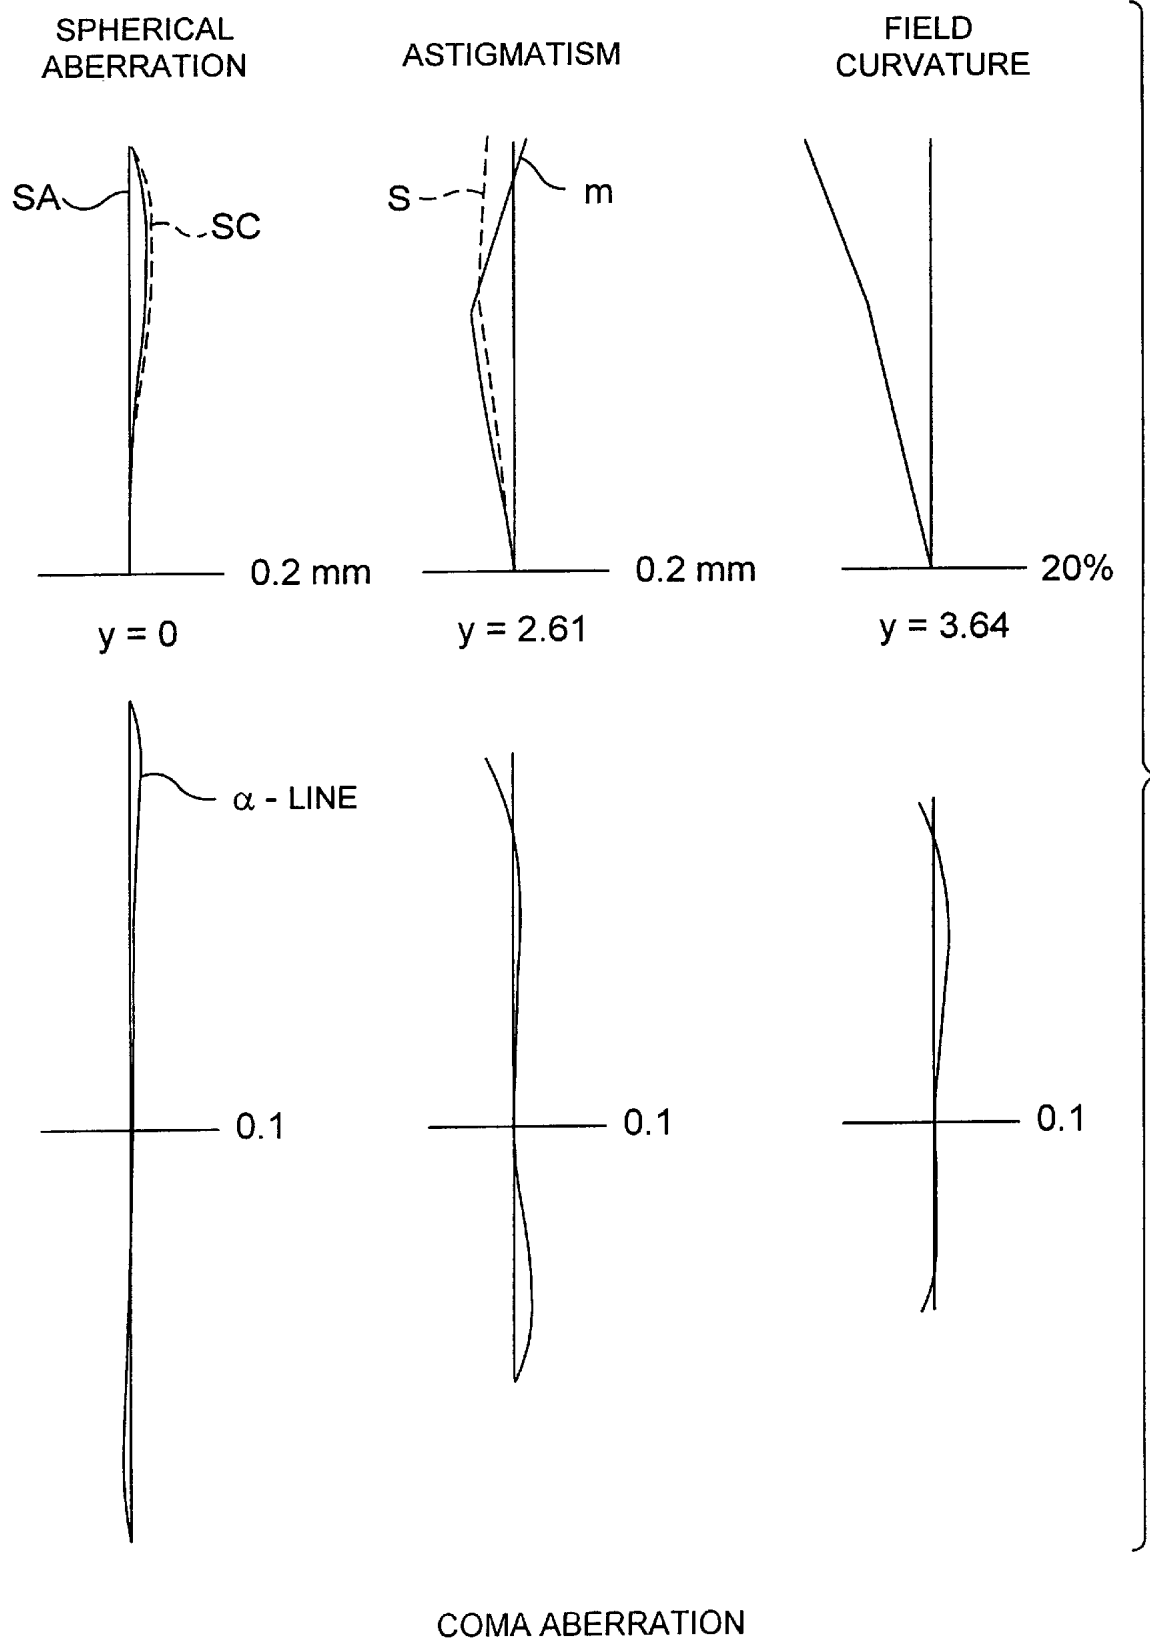 SPHERICAL
ABERRATION
ASTIGMATISM
FIELD
CURVATURE
SA
SC
S
m
0.2 mm
0.2 mm
20%
y = 0
y = 2.61
y = 3.64
α - LINE
0.1
0.1
0.1
COMA ABERRATION